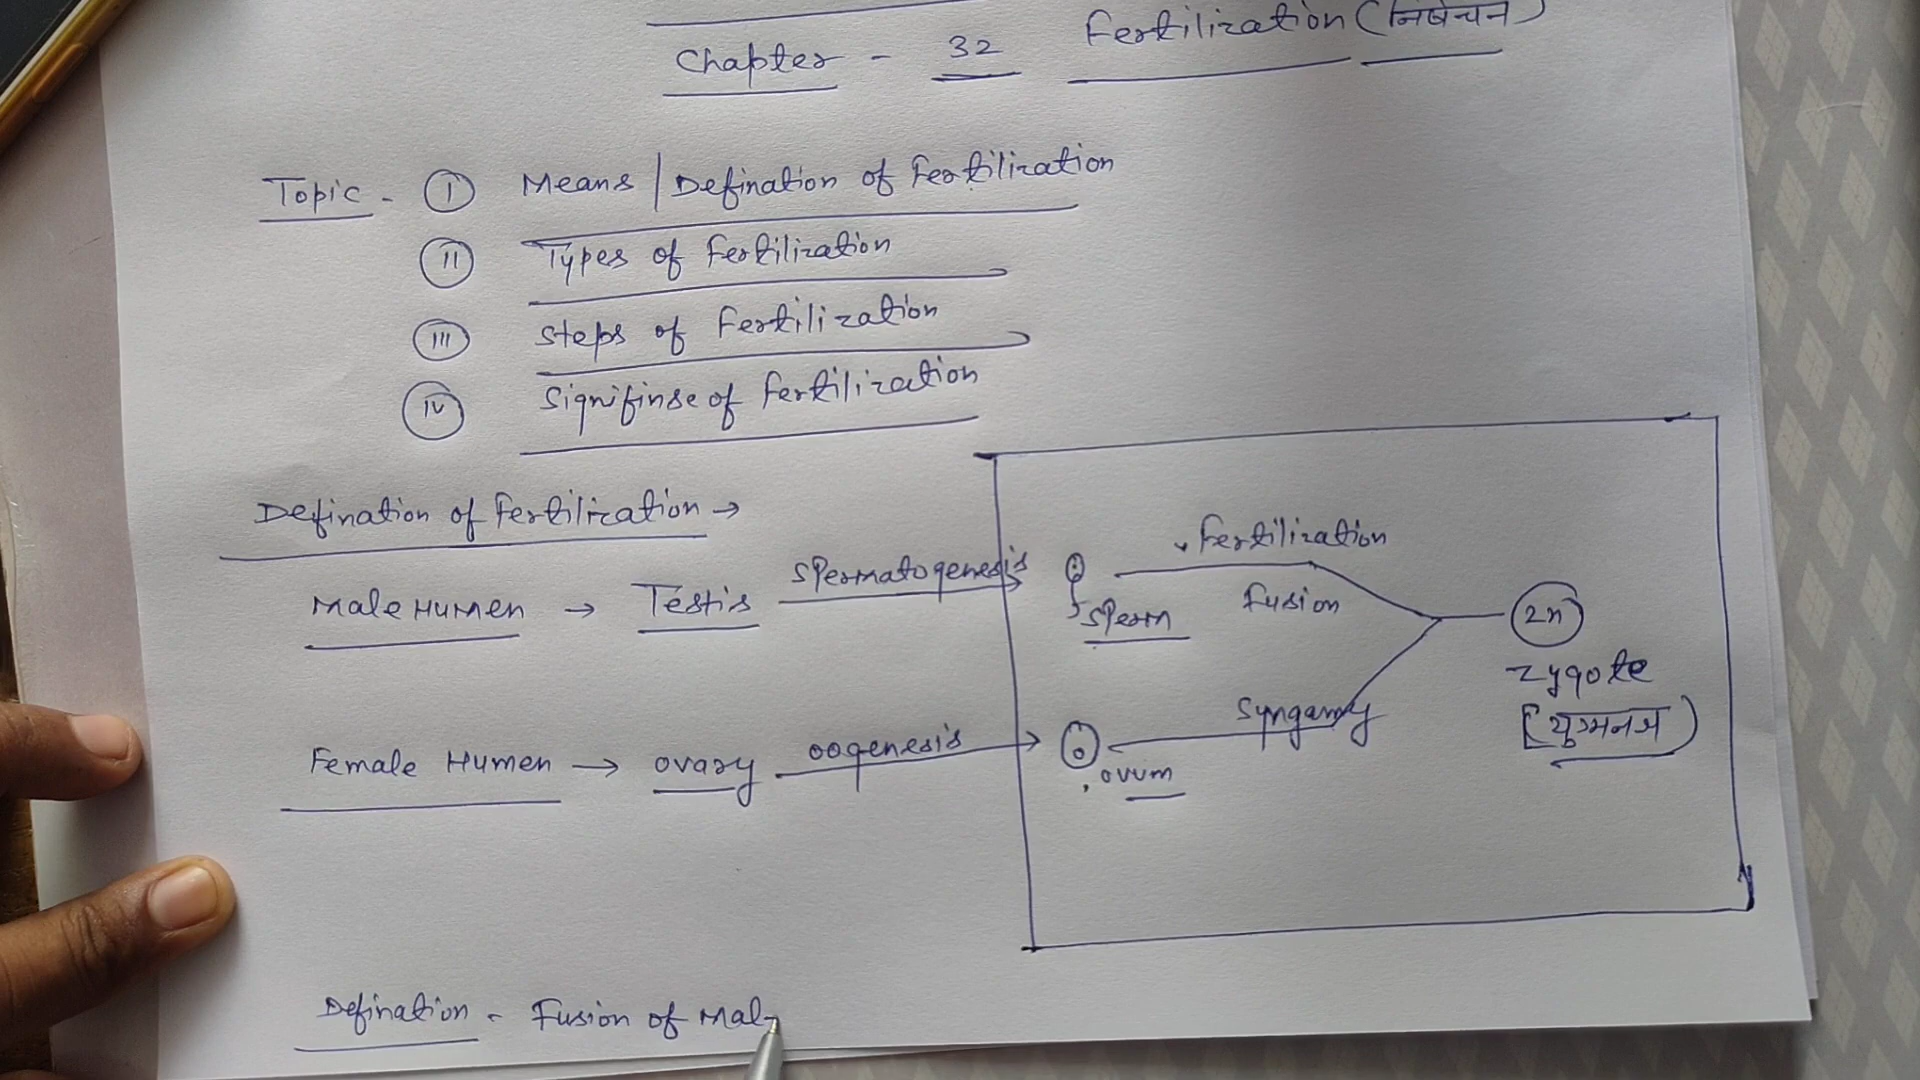 Chapter - 32 Fertilization (निषेचन)
Topic - I Means / Defination of Fertilization
II Types of Fertilization
III Steps of Fertilization
IV Signifinse of Fertilization
Defination of Fertilization →
Male Humen → Testis Spermatogenesis Sperm Fertilization Fusion 2n
Zygote
(युग्मनज)
Female Humen → ovary oogenesis ovum Syngamy
Defination - Fusion of Mal